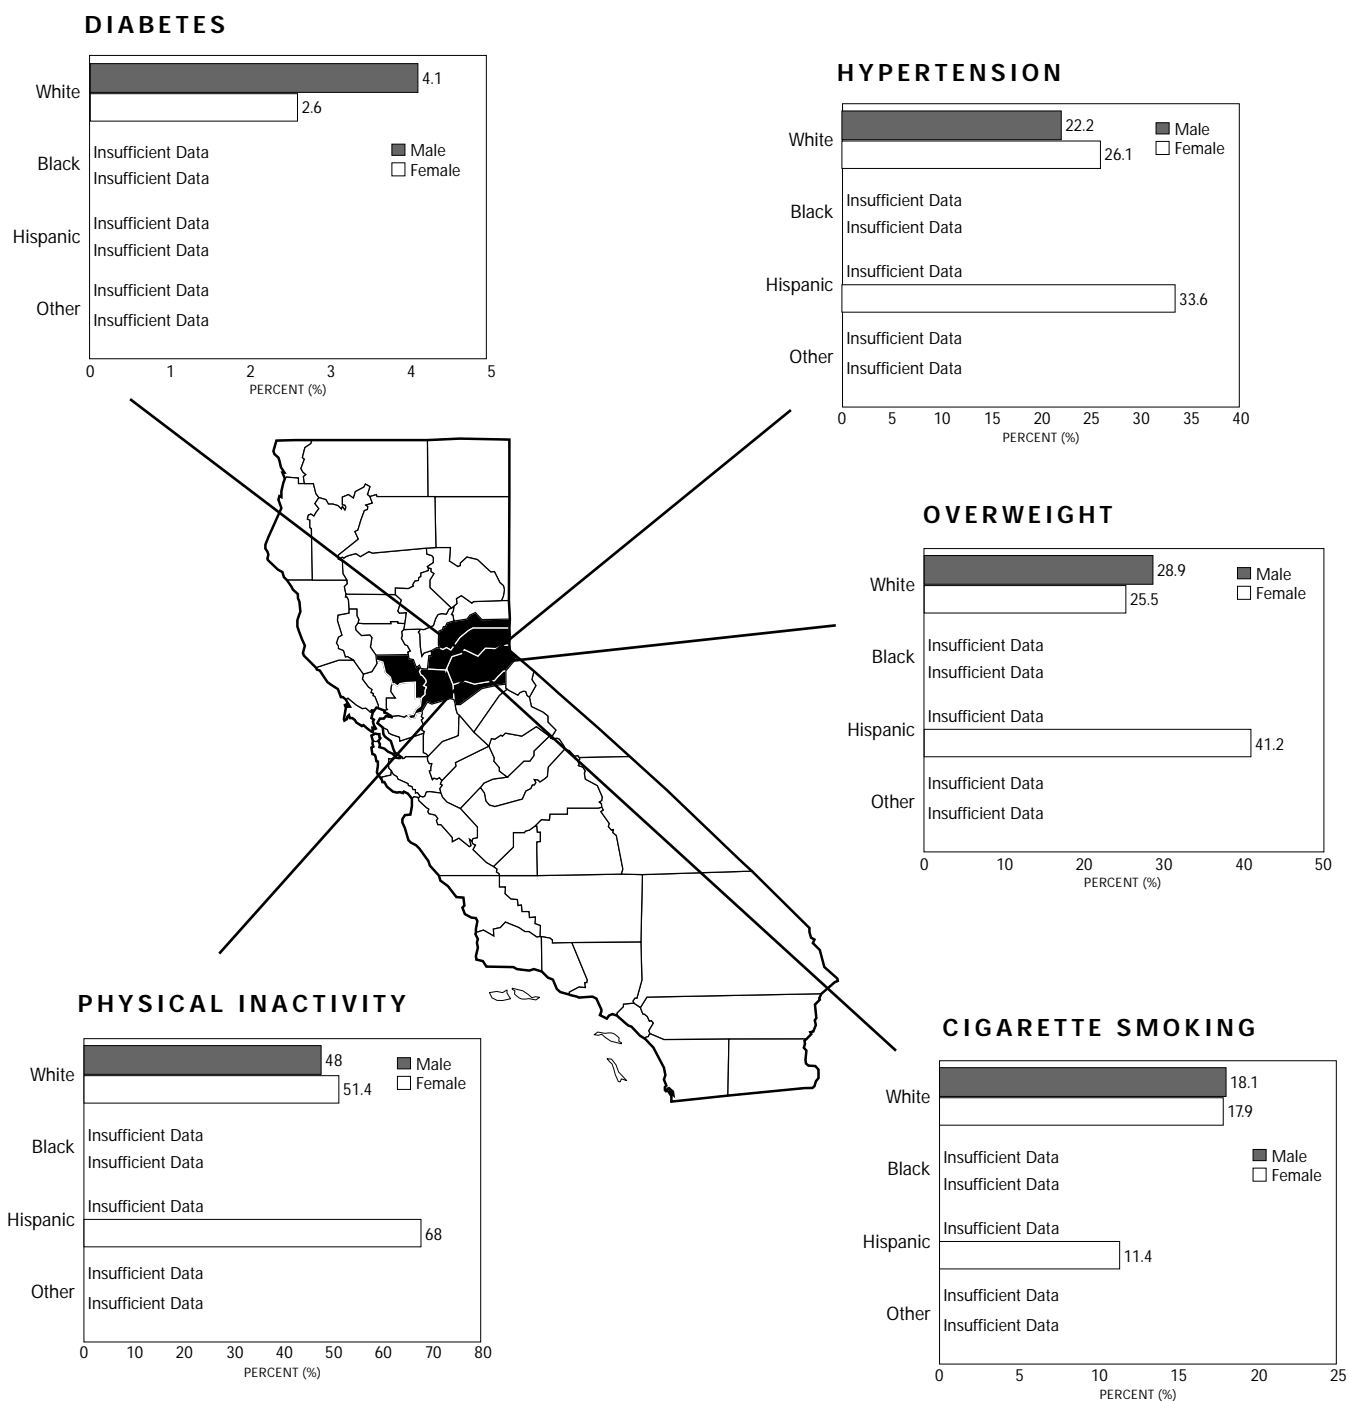 DIABETES
White
4.1
2.6
Male
Female
Black
Insufficient Data
Insufficient Data
Hispanic
Insufficient Data
Insufficient Data
Other
Insufficient Data
Insufficient Data
0 1 2 3 4 5
PERCENT (%)
HYPERTENSION
White
22.2
26.1
Male
Female
Black
Insufficient Data
Insufficient Data
Hispanic
Insufficient Data
33.6
Other
Insufficient Data
Insufficient Data
0 5 10 15 20 25 30 35 40
PERCENT (%)
OVERWEIGHT
White
28.9
25.5
Male
Female
Black
Insufficient Data
Insufficient Data
Hispanic
Insufficient Data
41.2
Other
Insufficient Data
Insufficient Data
0 10 20 30 40 50
PERCENT (%)
PHYSICAL INACTIVITY
White
48
51.4
Male
Female
Black
Insufficient Data
Insufficient Data
Hispanic
Insufficient Data
68
Other
Insufficient Data
Insufficient Data
0 10 20 30 40 50 60 70 80
PERCENT (%)
CIGARETTE SMOKING
White
18.1
17.9
Male
Female
Black
Insufficient Data
Insufficient Data
Hispanic
Insufficient Data
11.4
Other
Insufficient Data
Insufficient Data
0 5 10 15 20 25
PERCENT (%)